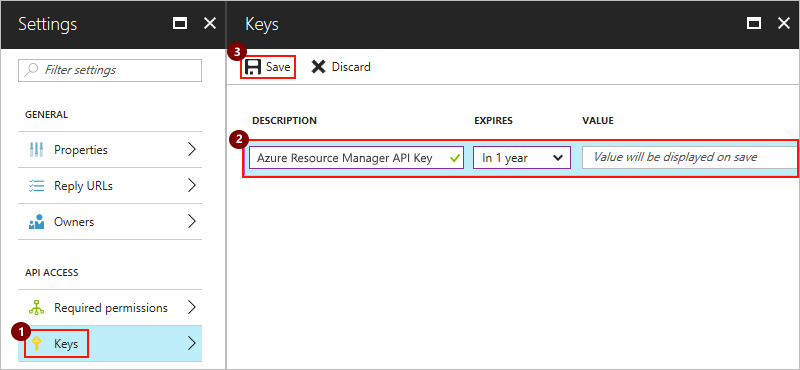 Settings
Filter settings
GENERAL
Properties
Reply URLs
Owners
API ACCESS
Required permissions
1
Keys
Keys
3
Save Discard
DESCRIPTION EXPIRES VALUE
2
Azure Resource Manager API Key In 1 year Value will be displayed on save